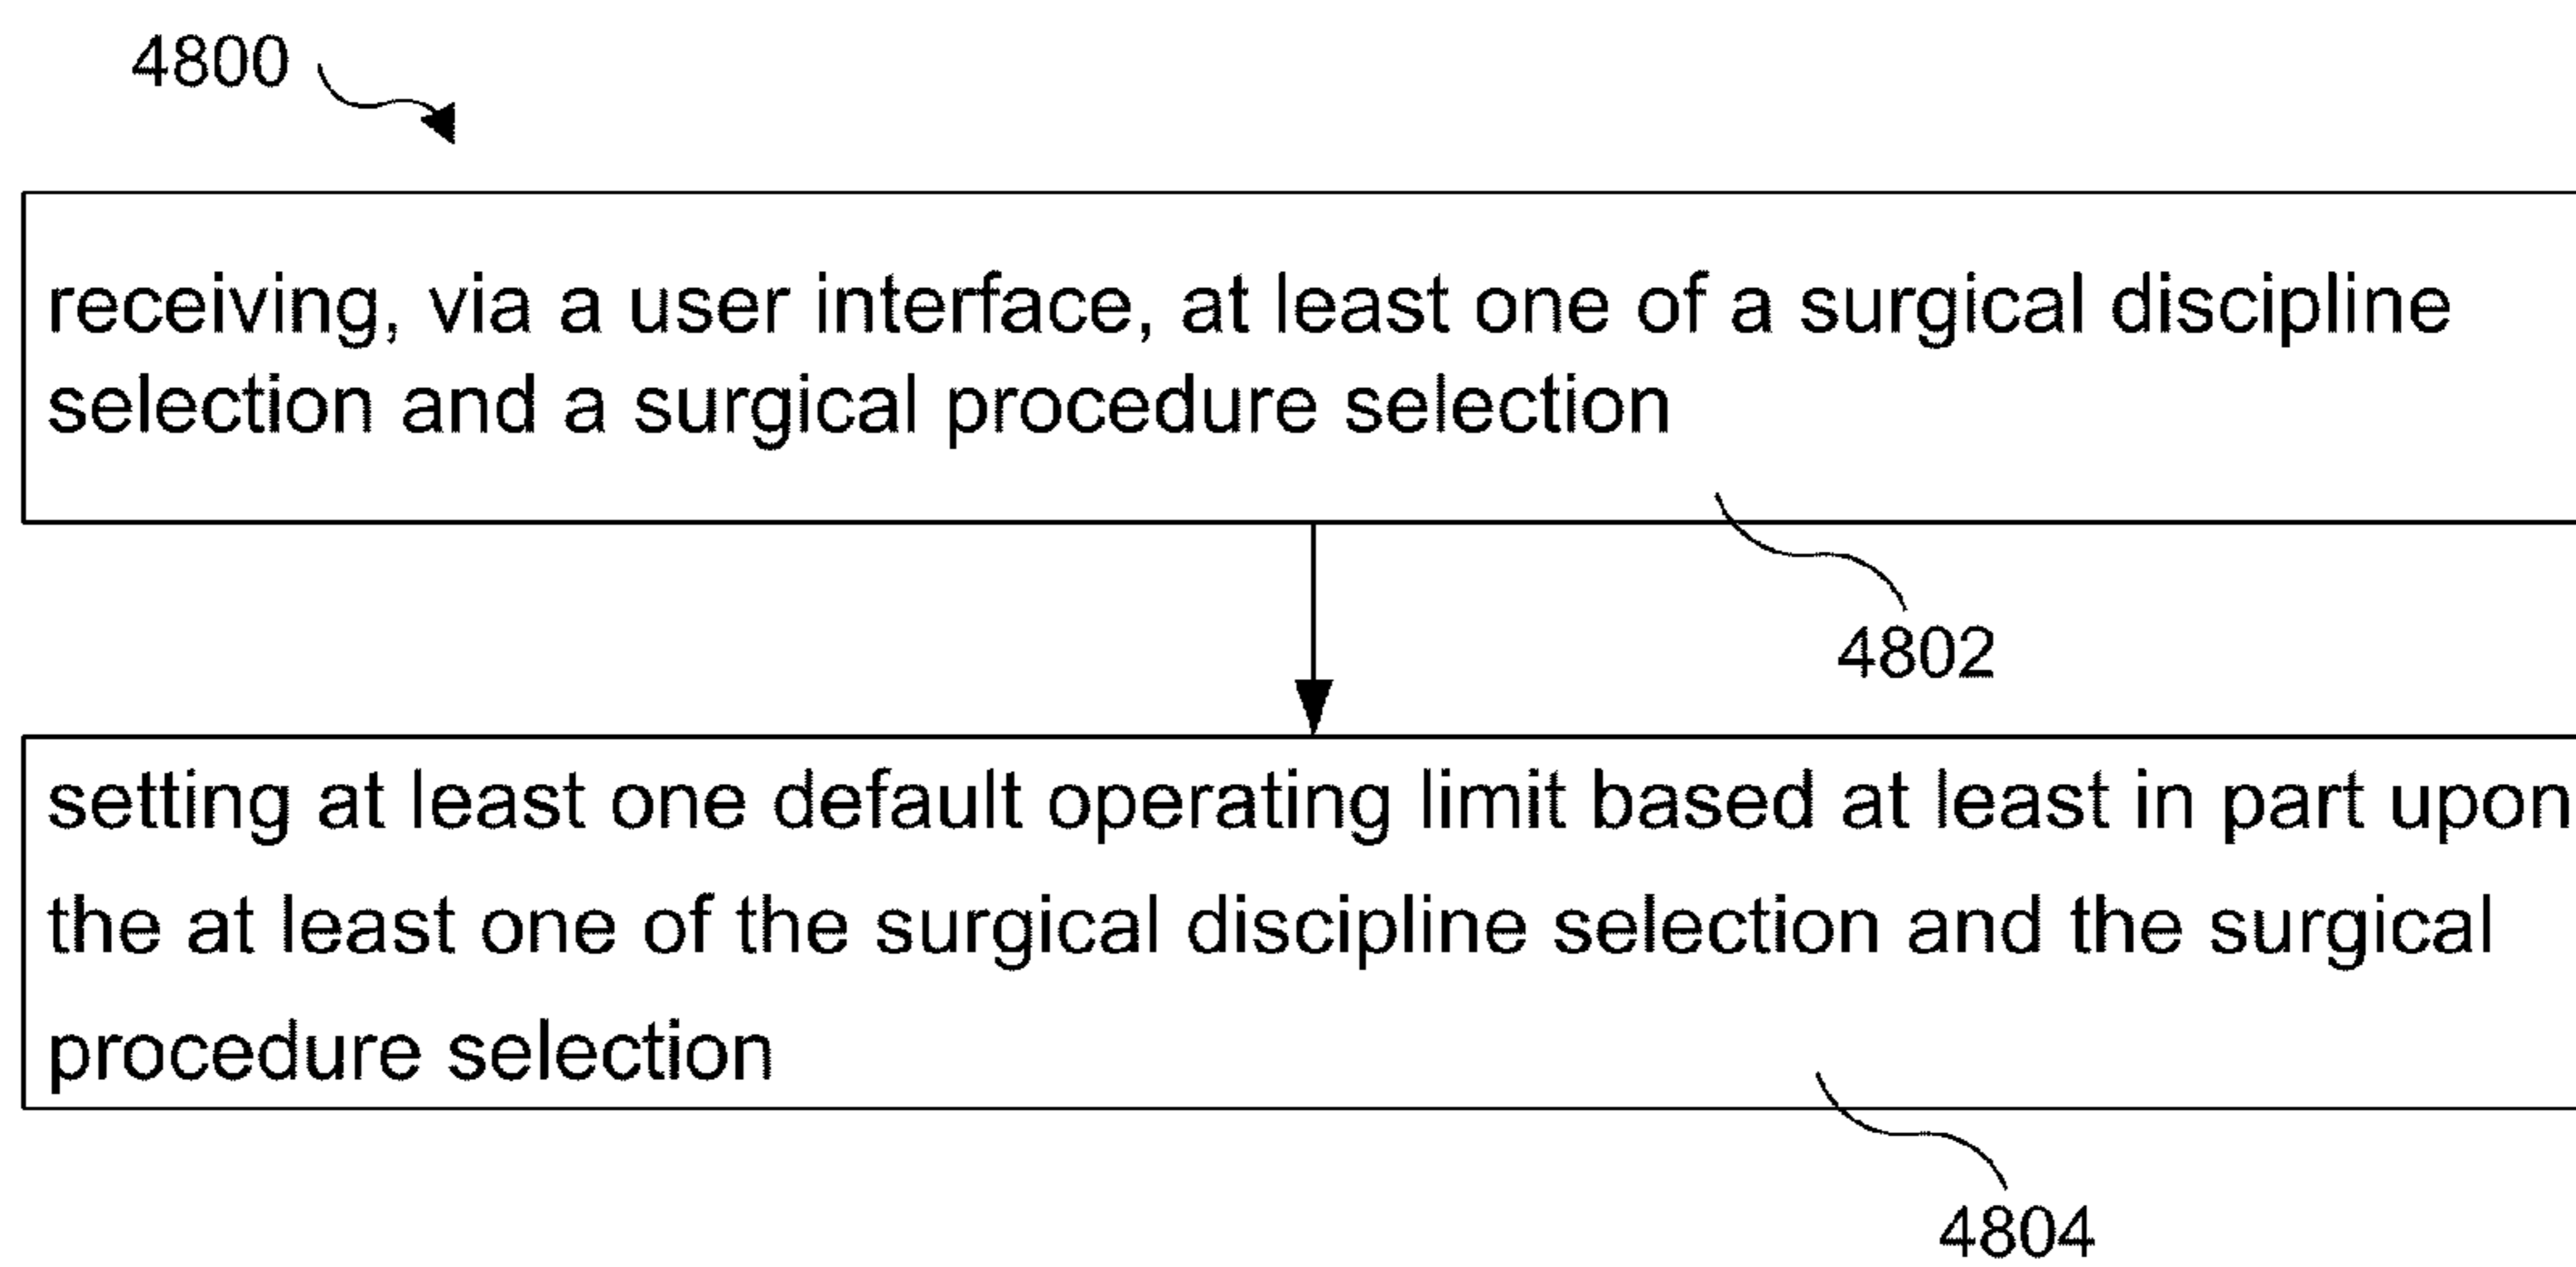 4800
receiving, via a user interface, at least one of a surgical discipline
selection and a surgical procedure selection
4802
setting at least one default operating limit based at least in part upon
the at least one of the surgical discipline selection and the surgical
procedure selection
4804